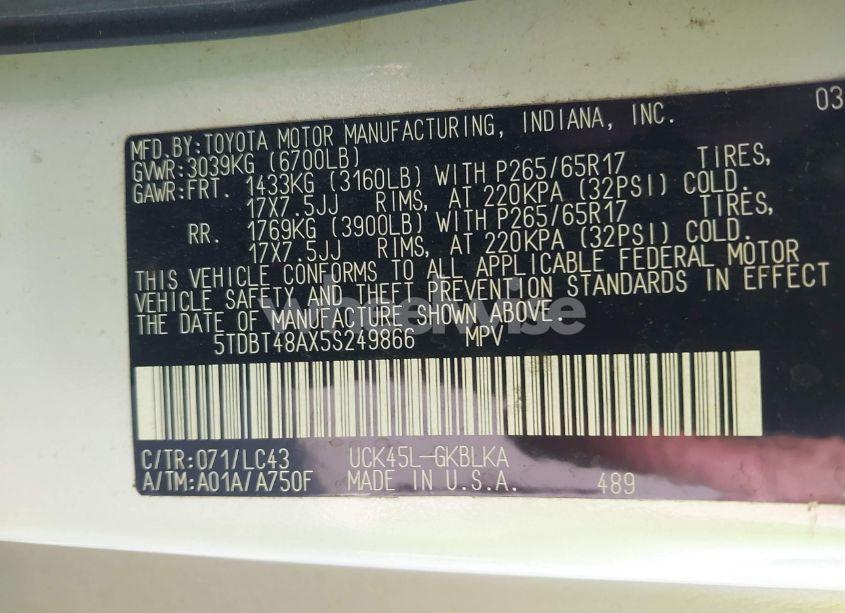 03
MFD.BY:TOYOTA MOTOR MANUFACTURING, INDIANA, INC.
GVWR:3039KG (6700LB)
GAWR:FRT. 1433KG (3160LB) WITH P265/65R17 TIRES,
17X7.5JJ RIMS, AT 220KPA (32PSI) COLD.
RR. 1769KG (3900LB) WITH P265/65R17 TIRES,
17X7.5JJ RIMS, AT 220KPA (32PSI) COLD.
THIS VEHICLE CONFORMS TO ALL APPLICABLE FEDERAL MOTOR
VEHICLE SAFETY AND THEFT PREVENTION STANDARDS IN EFFECT
THE DATE OF MANUFACTURE SHOWN ABOVE.
wheelvibe
5TDBT48AX5S249866 MPV
C/TR:071/LC43 UCK45L-GKBLKA
A/TM:A01A/A750F MADE IN U.S.A. 489